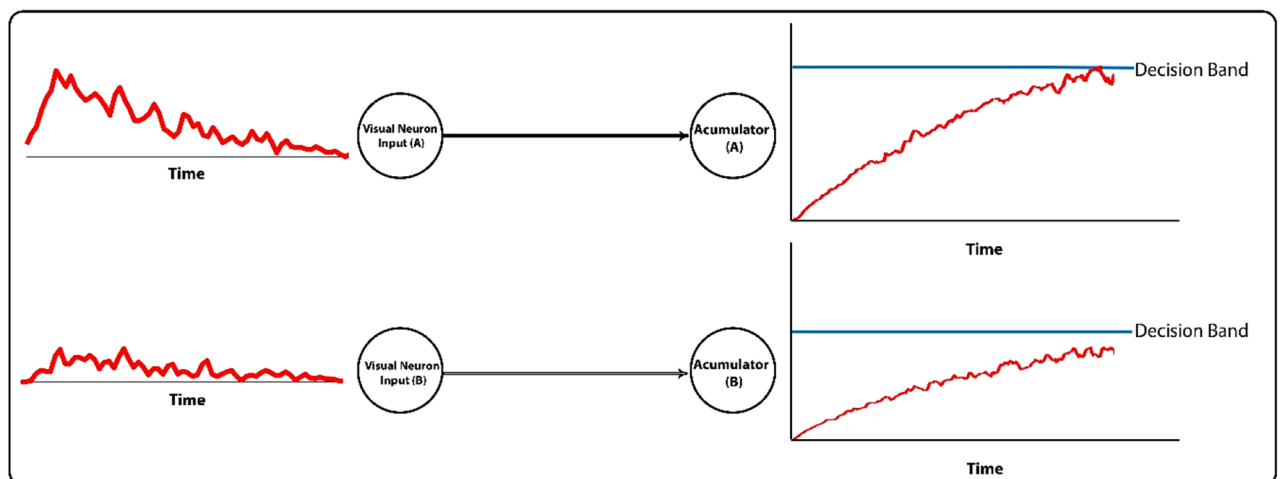 Decision Band
Visual Neuron
Input (A)
Acumulator
(A)
Time
Time
Decision Band
Visual Neuron
Input (B)
Acumulator
(B)
Time
Time